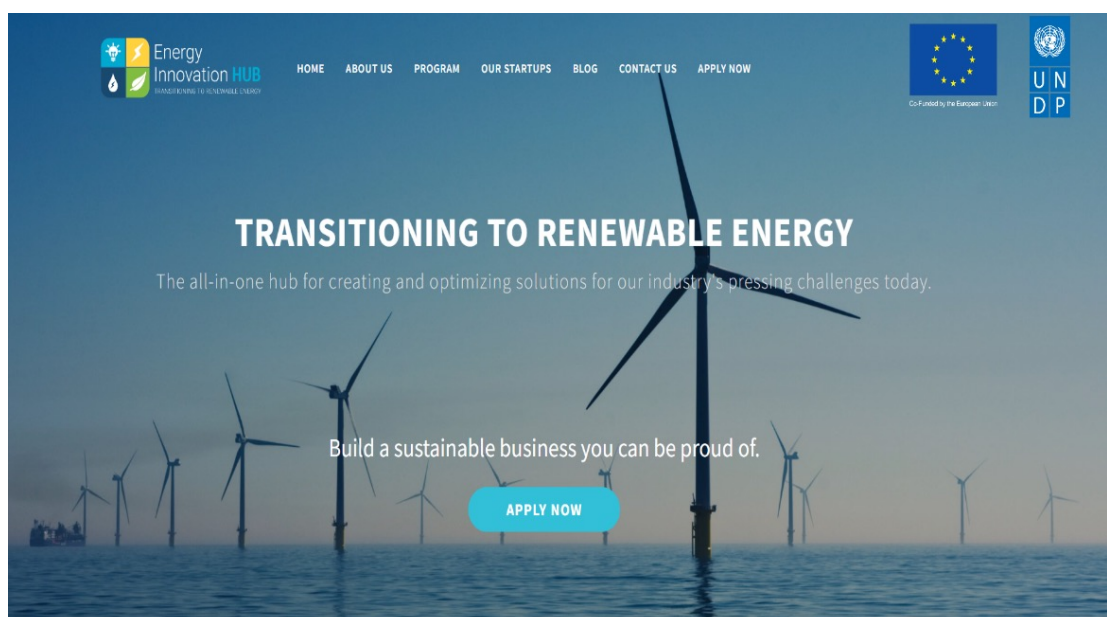 Energy
Innovation HUB
TRANSITIONING TO RENEWABLE ENERGY
HOME ABOUT US PROGRAM OUR STARTUPS BLOG CONTACT US APPLY NOW
Co-Funded by the European Union
U N
D P
TRANSITIONING TO RENEWABLE ENERGY
The all-in-one hub for creating and optimizing solutions for our industry's pressing challenges today.
Build a sustainable business you can be proud of.
APPLY NOW